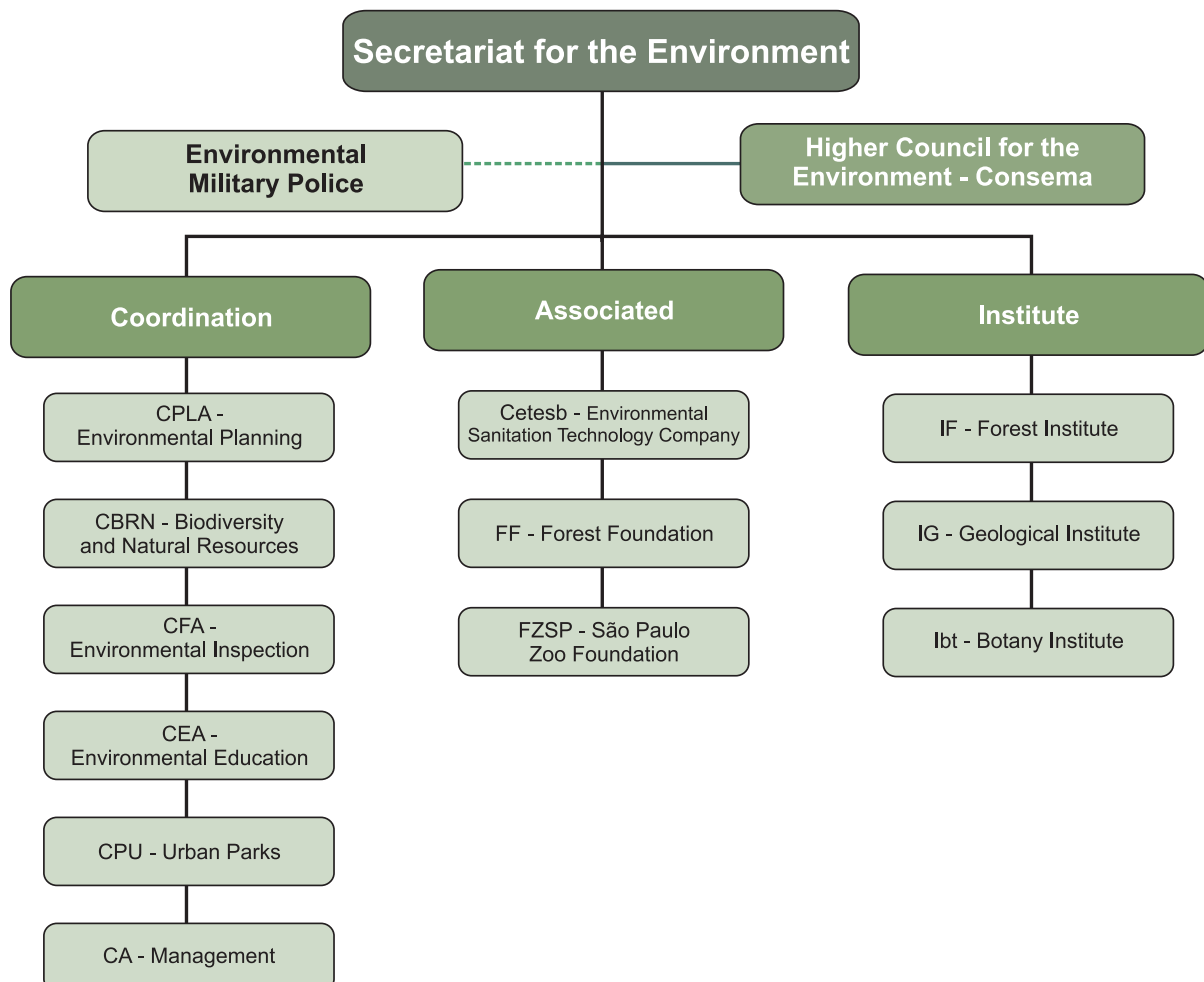 Secretariat for the Environment
Environmental
Military Police
Higher Council for the
Environment - Consema
Coordination
CPLA -
Environmental Planning
CBRN - Biodiversity
and Natural Resources
CFA -
Environmental Inspection
CEA -
Environmental Education
CPU - Urban Parks
CA - Management
Associated
Cetesb - Environmental
Sanitation Technology Company
FF - Forest Foundation
FZSP - São Paulo
Zoo Foundation
Institute
IF - Forest Institute
IG - Geological Institute
Ibt - Botany Institute